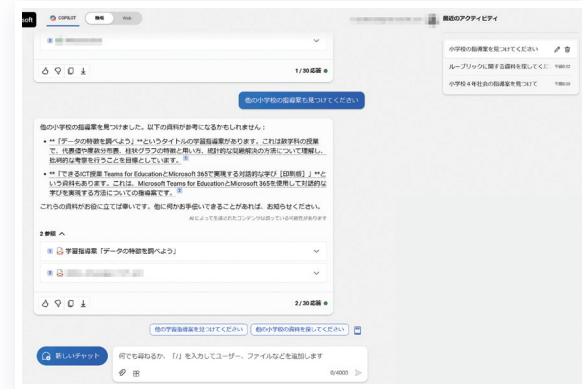 soft
COPILOT
職場
Web
最近のアクティビティ
1
1 / 30 応答
他の小学校の指導案も見つけてください
他の小学校の指導案を見つけました。以下の資料が参考になるかもしれません：
• **「データの特徴を調べよう」**というタイトルの学習指導案があります。これは数学科の授業
で、代表値や度数分布表、柱状グラフの特徴と用い方、統計的な問題解決の方法について理解し、
批判的な考察を行うことを目標としています。 1
• **「できるICT授業 Teams for EducationとMicrosoft 365で実現する対話的な学び［印刷版］」**と
いう資料もあります。これは、Microsoft Teams for EducationとMicrosoft 365を使用して対話的な
学びを実現する方法についての指導案です。 2
これらの資料がお役に立てば幸いです。他に何かお手伝いできることがあれば、お知らせください。
AI によって生成されたコンテンツは誤っている可能性があります
2 参照
1 学習指導案「データの特徴を調べよう」
2
2 / 30 応答
他の学習指導案を見つけてください
他の小学校の資料を探してください
新しいチャット
何でも尋ねるか、「/」を入力してユーザー、ファイルなどを追加します
0/4000
小学校の指導案を見つけてください
ルーブリックに関する資料を探してくだ
小学校４年社会の指導案を見つけて